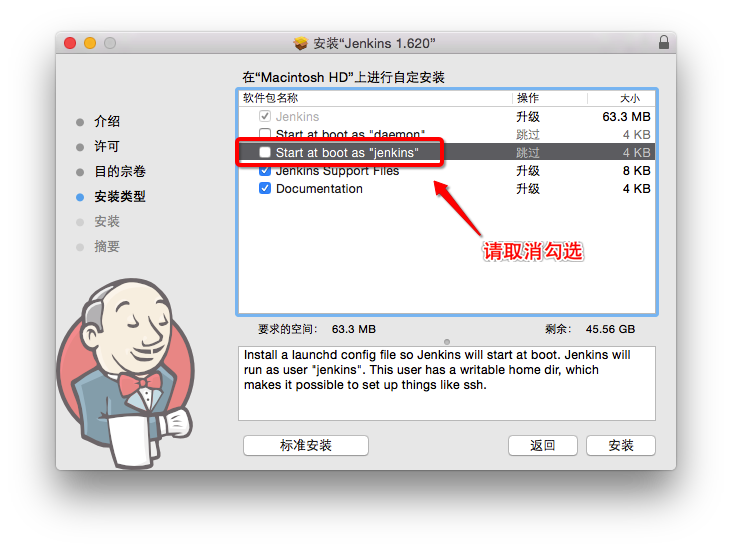 安装“Jenkins 1.620”
在“Macintosh HD”上进行自定安装
软件包名称 操作 大小
Jenkins 升级 63.3 MB
Start at boot as "daemon" 跳过 4 KB
Start at boot as "jenkins" 跳过 4 KB
Jenkins Support Files 升级 8 KB
Documentation 升级 4 KB
介绍
许可
目的宗卷
安装类型
安装
摘要
请取消勾选
要求的空间: 63.3 MB 剩余: 45.56 GB
Install a launchd config file so Jenkins will start at boot. Jenkins will
run as user "jenkins". This user has a writable home dir, which
makes it possible to set up things like ssh.
标准安装 返回 安装